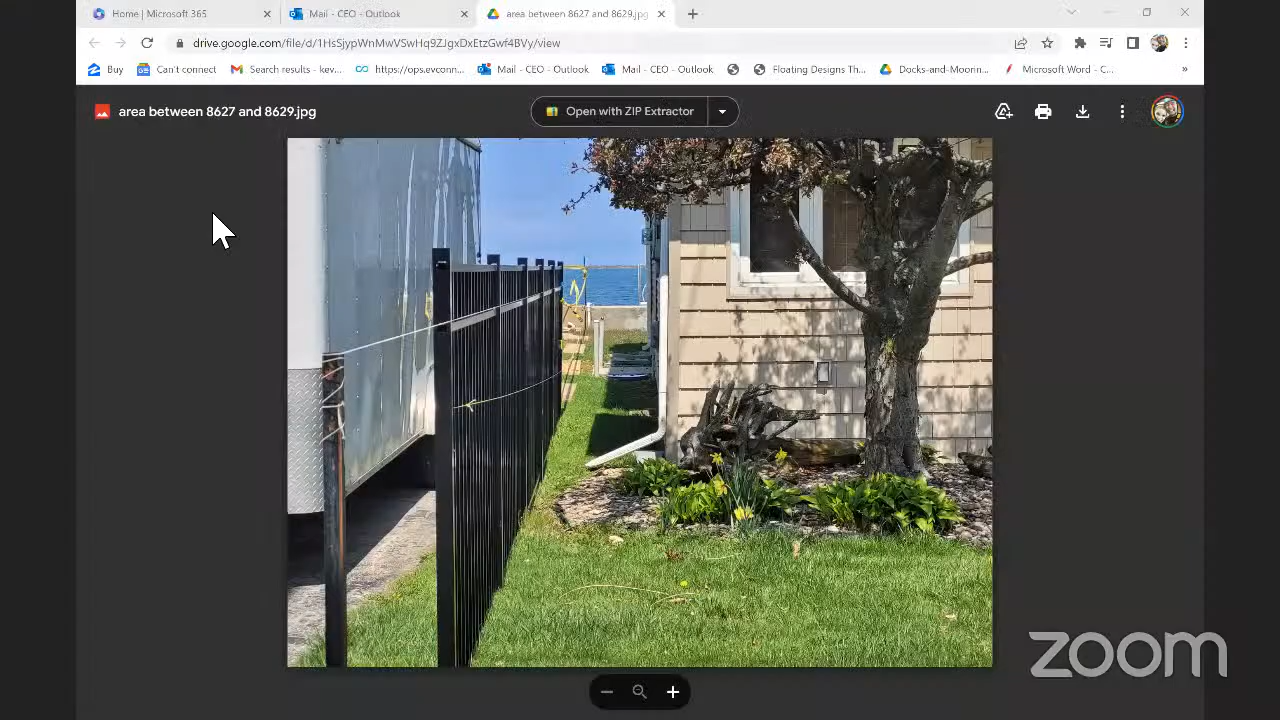 Home | Microsoft 365
Mail - CEO - Outlook
area between 8627 and 8629.jpg
drive.google.com/file/d/1HsSjypWnMwVSwHq9ZJgxDxEtzGwf4BVy/view
Buy
Can't connect
Search results - kev...
https://ops.evconn...
Mail - CEO - Outlook
Mail - CEO - Outlook
Floating Designs Th...
Docks-and-Moorin...
Microsoft Word - C...
»
area between 8627 and 8629.jpg
Open with ZIP Extractor
zoom